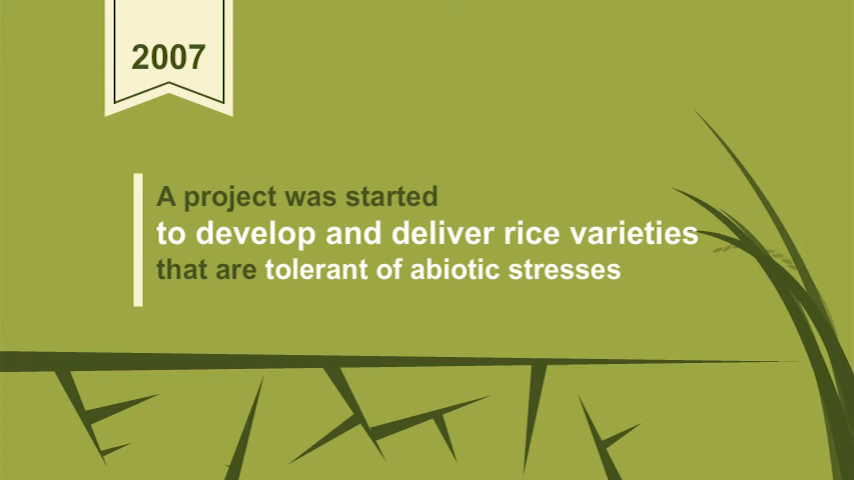 2007
A project was started
to develop and deliver rice varieties
that are tolerant of abiotic stresses